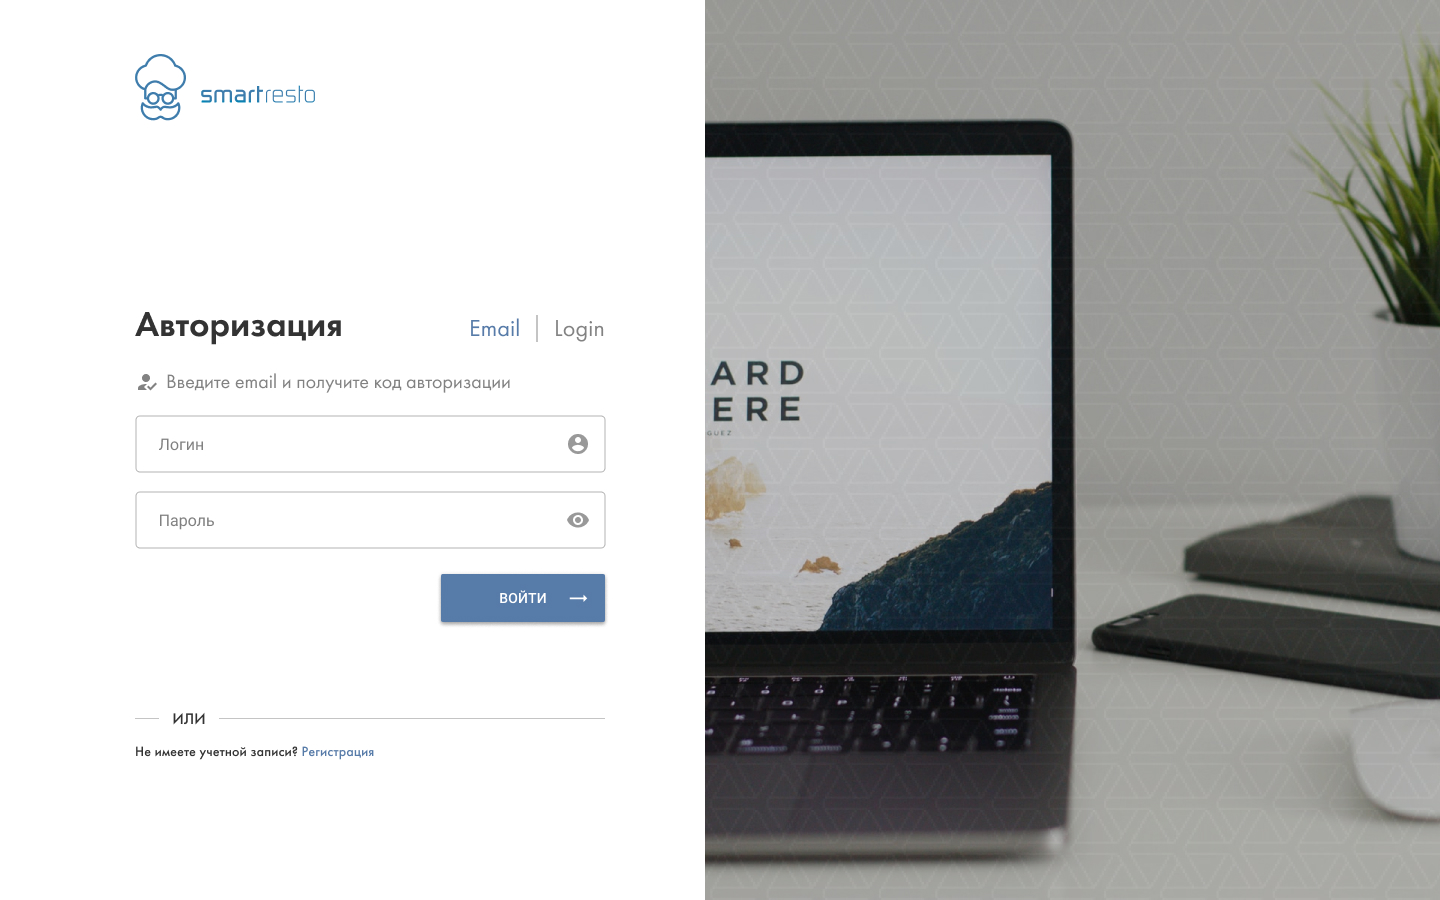 smartresto
Авторизация
Email | Login
Введите email и получите код авторизации
Логин
Пароль
ВОЙТИ
ИЛИ
Не имеете учетной записи? Регистрация
ARD
ERE
GUEZ